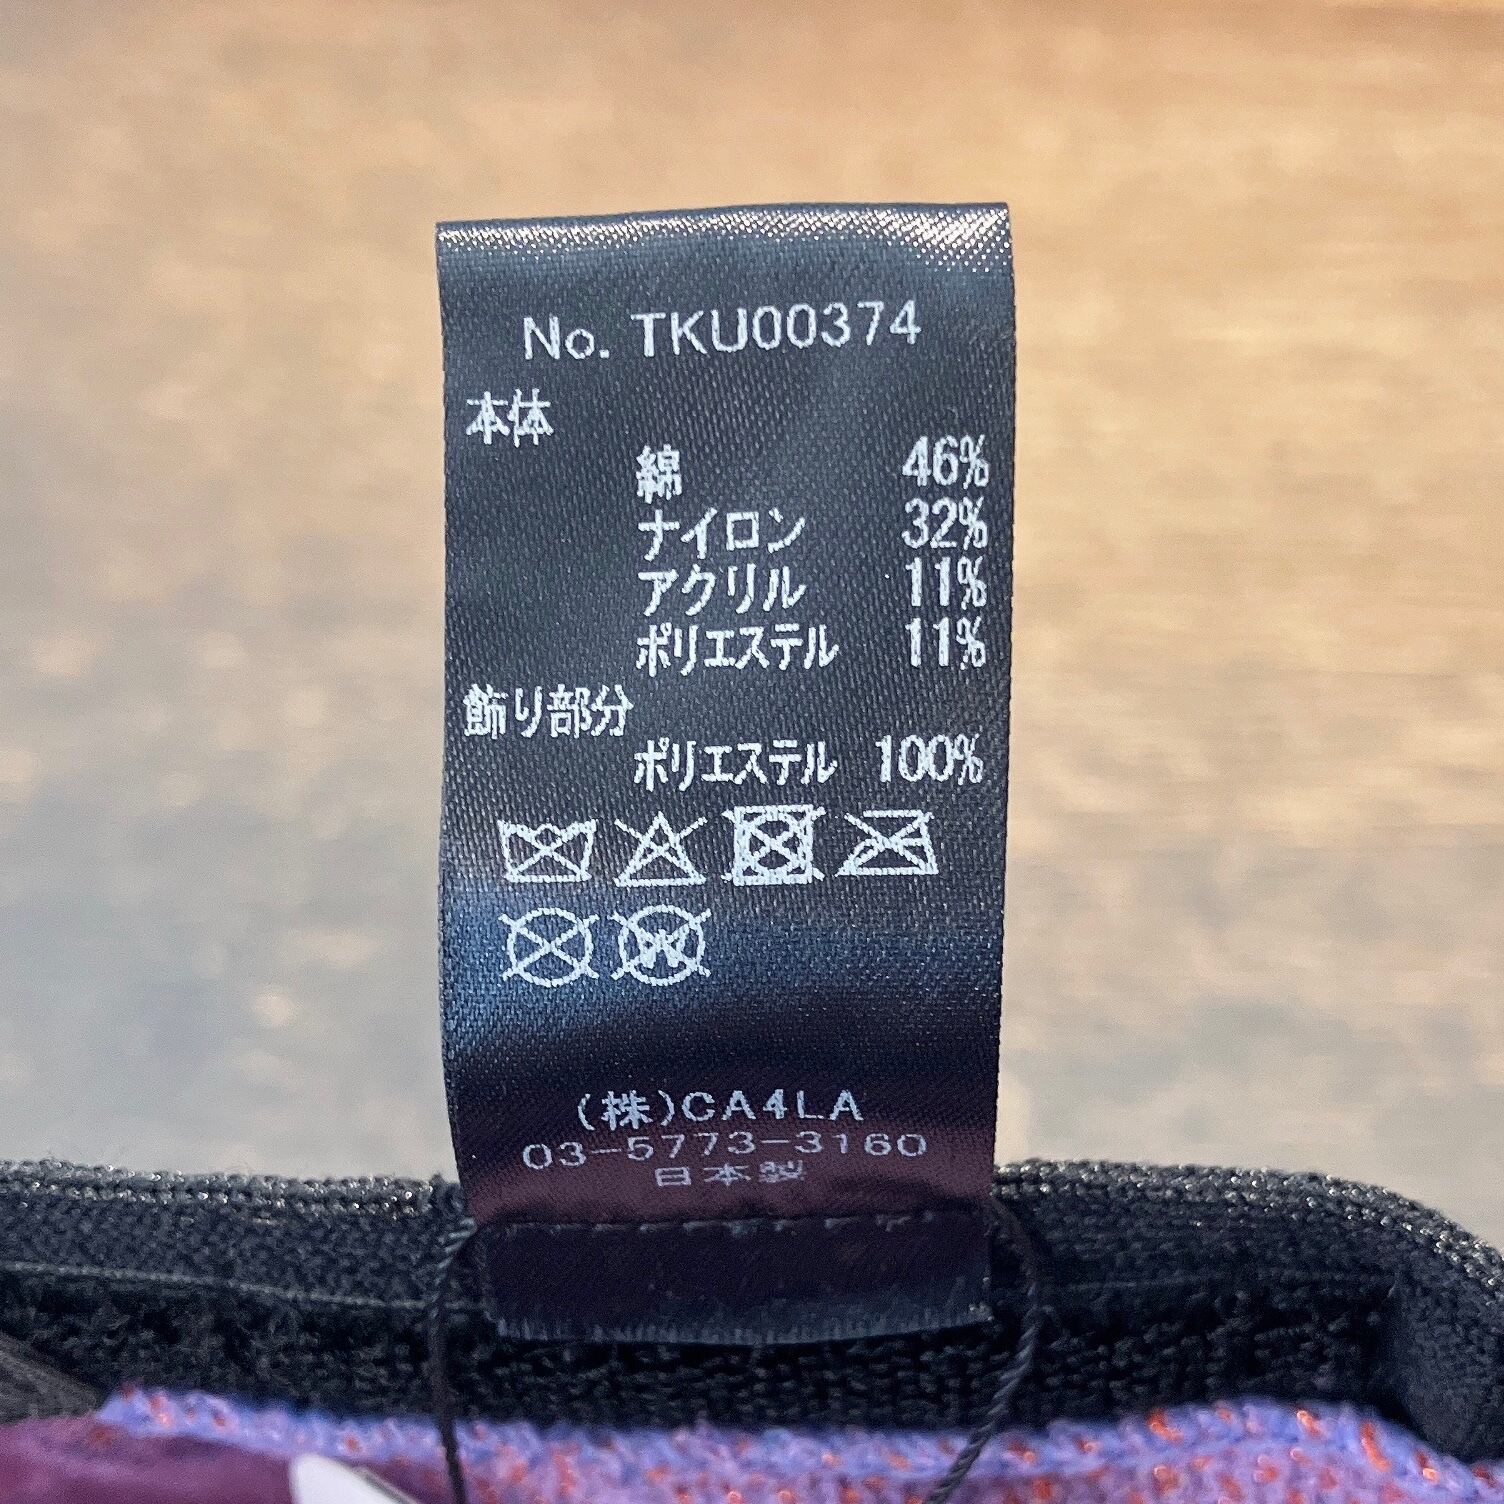 No. TKU00374
本体
綿 46%
ナイロン 32%
アクリル 11%
ポリエステル 11%
飾り部分
ポリエステル 100%
(株)CA4LA
03-5773-3160
日本製